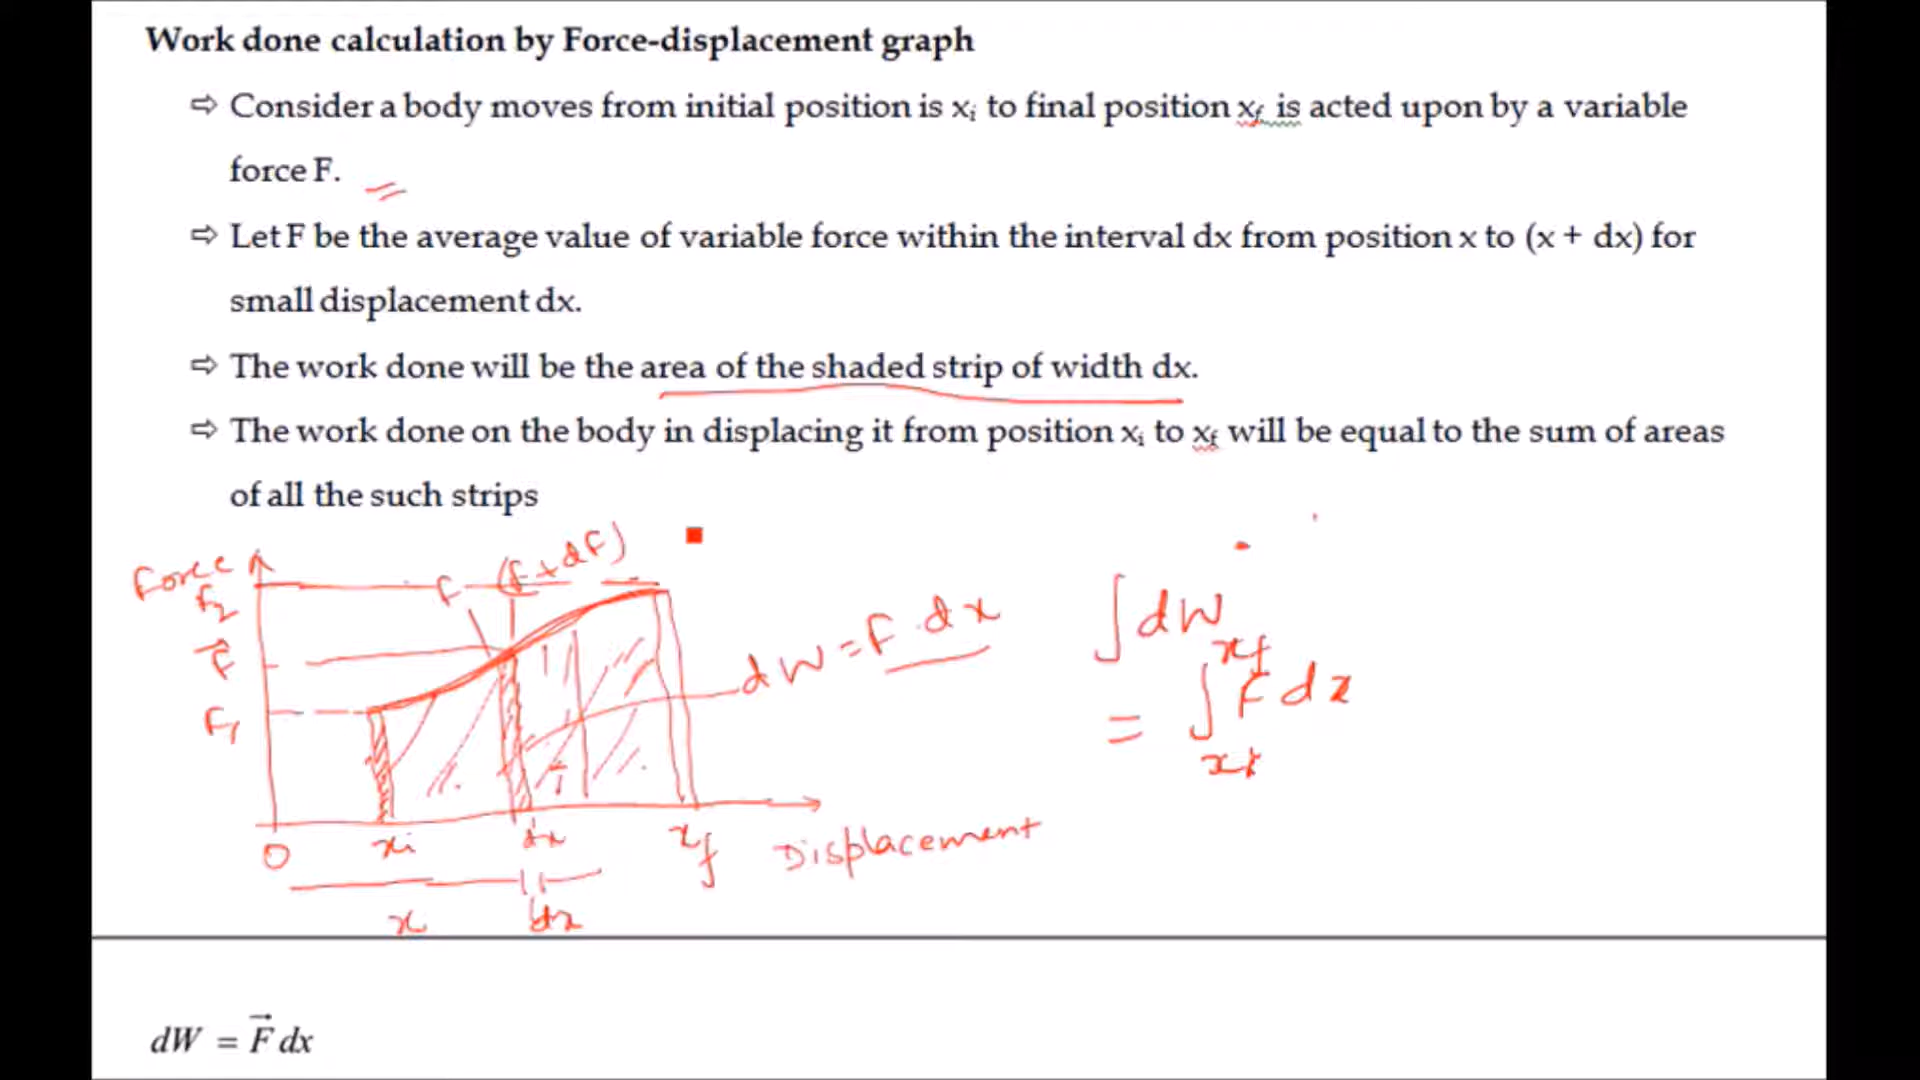 Work done calculation by Force-displacement graph
⇨ Consider a body moves from initial position is xᵢ to final position x_f is acted upon by a variable
force F.
⇨ Let F be the average value of variable force within the interval dx from position x to (x + dx) for
small displacement dx.
⇨ The work done will be the area of the shaded strip of width dx.
⇨ The work done on the body in displacing it from position xᵢ to x_f will be equal to the sum of areas
of all the such strips
Force
F₂
F (F+dF)
F⃗
F₁
dW = F.dx
∫dW
= ∫ F dx
x_f
xᵢ
0 xᵢ dx x_f Displacement
x dx
dW = F⃗ dx